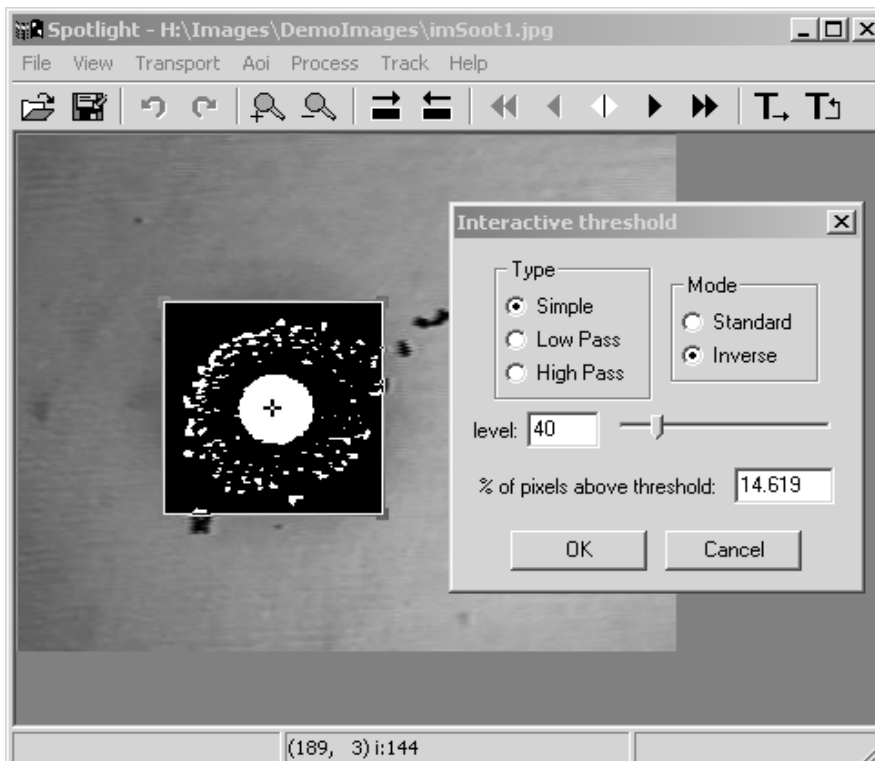 Spotlight - H:\Images\DemoImages\imSoot1.jpg
File View Transport Aoi Process Track Help
T T
Interactive threshold
Type
Simple
Low Pass
High Pass
Mode
Standard
Inverse
level: 40
% of pixels above threshold: 14.619
OK Cancel
(189, 3) i:144